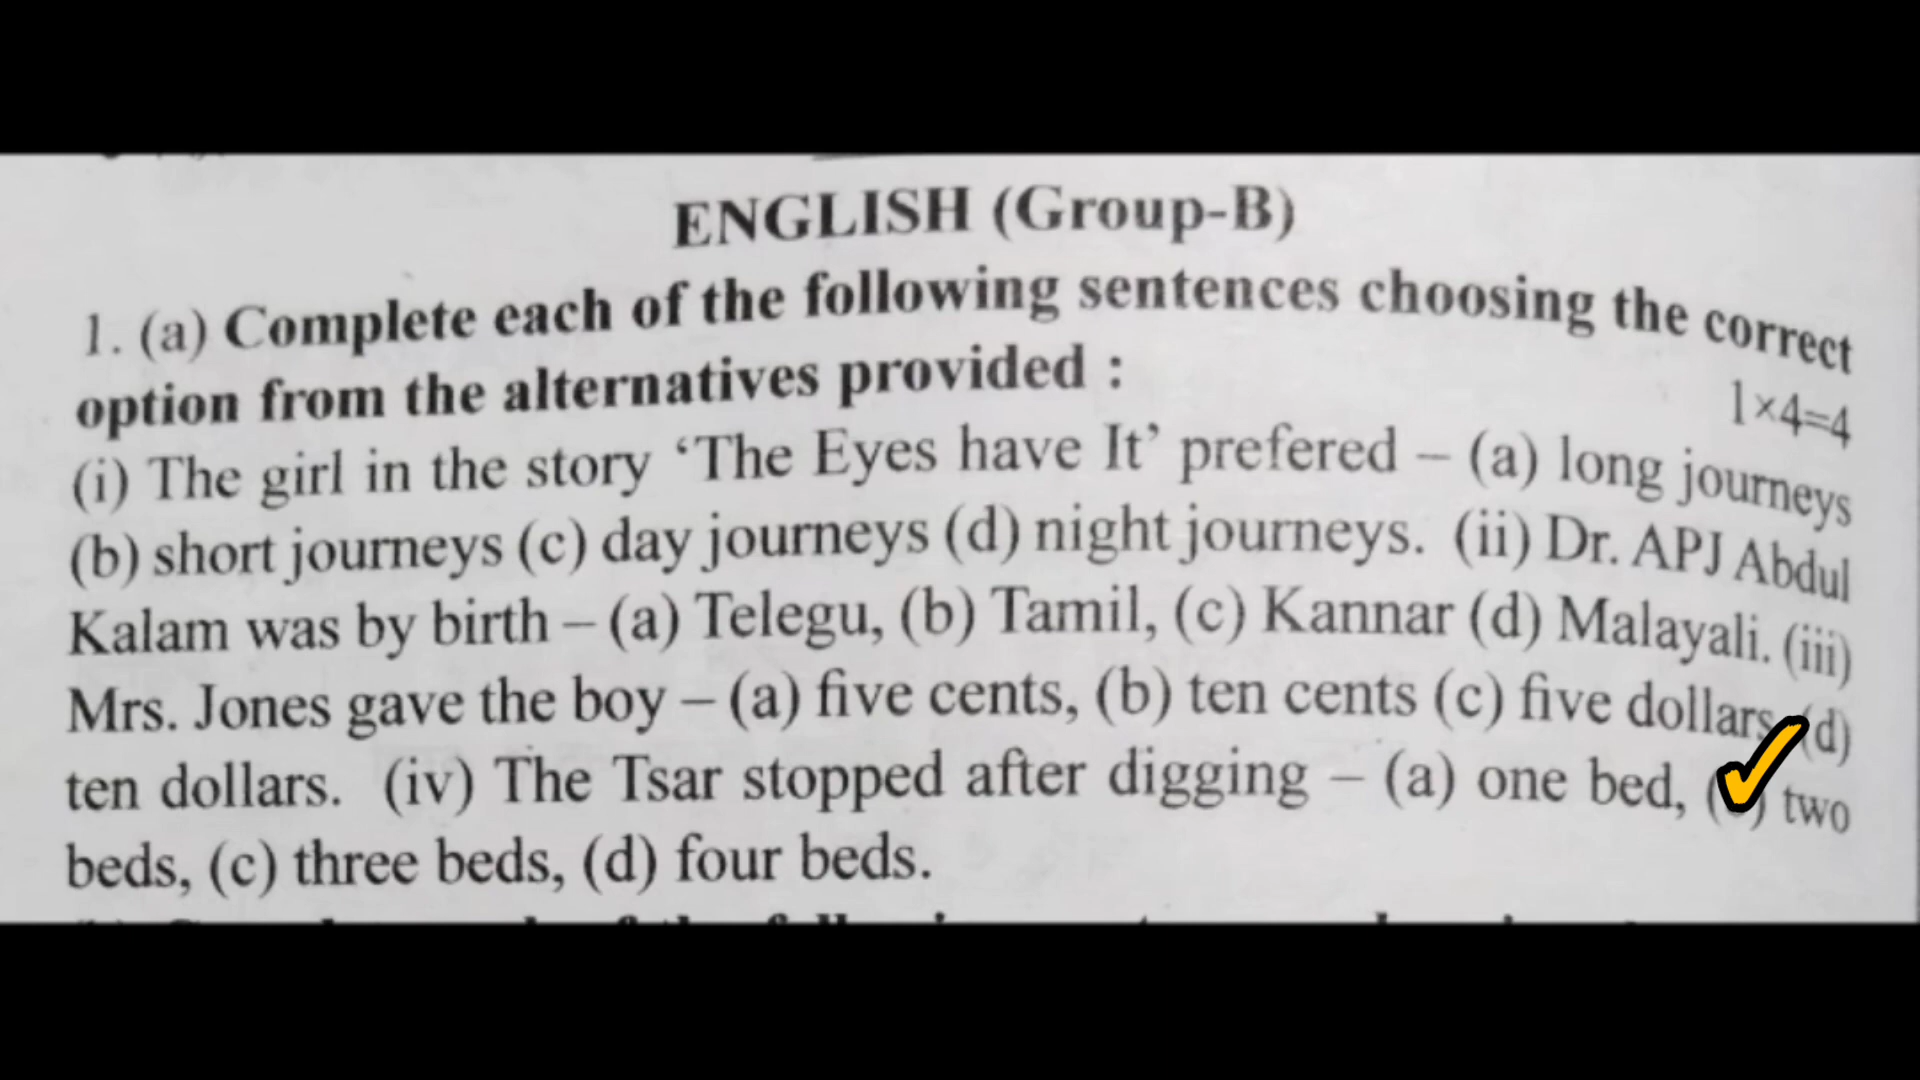 ENGLISH (Group-B)
1. (a) Complete each of the following sentences choosing the correct
option from the alternatives provided :
1×4=4
(i) The girl in the story ‘The Eyes have It’ prefered – (a) long journeys
(b) short journeys (c) day journeys (d) night journeys. (ii) Dr. APJ Abdul
Kalam was by birth – (a) Telegu, (b) Tamil, (c) Kannar (d) Malayali. (iii)
Mrs. Jones gave the boy – (a) five cents, (b) ten cents (c) five dollars (d)
ten dollars. (iv) The Tsar stopped after digging – (a) one bed, two
beds, (c) three beds, (d) four beds.